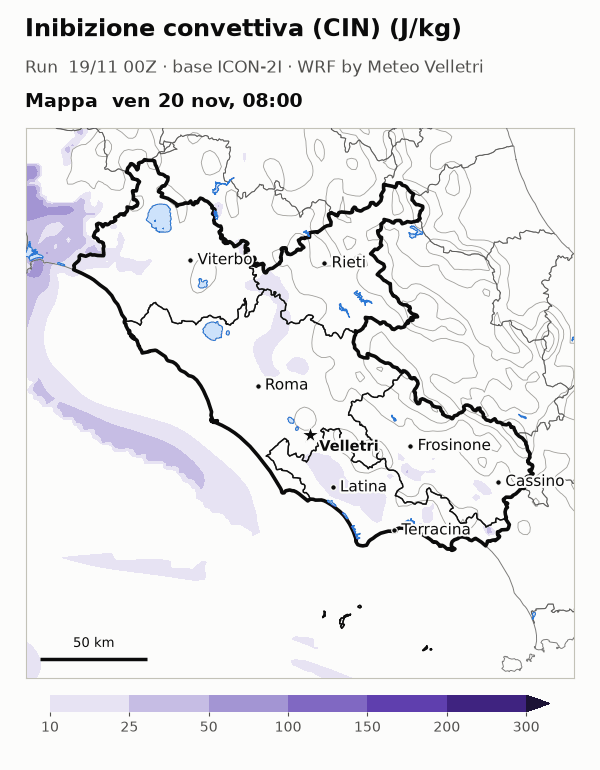 Inibizione convettiva (CIN) (J/kg)
Run  19/11 00Z · base ICON-2I · WRF by Meteo Velletri
Mappa  ven 20 nov, 08:00
Viterbo
Rieti
Roma
Velletri
Frosinone
Latina
Cassino
Terracina
50 km
10 25 50 100 150 200 300